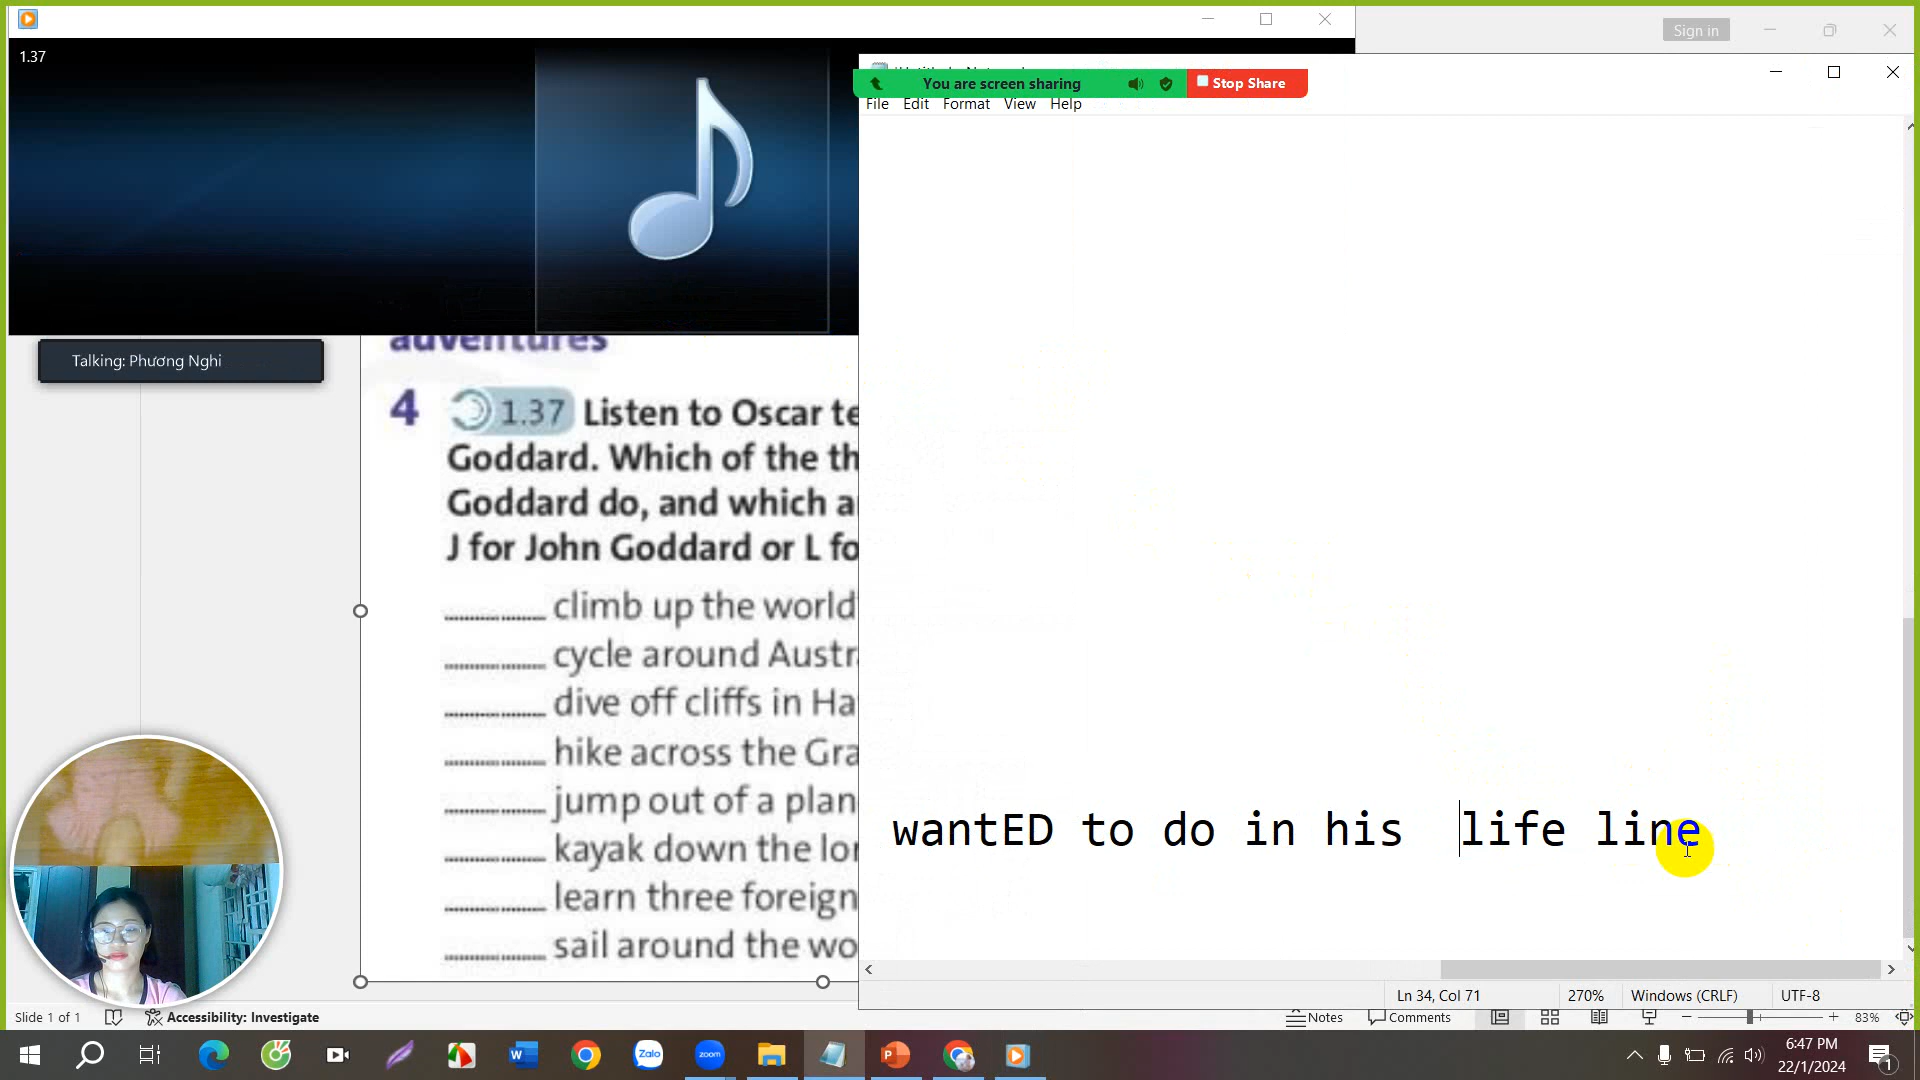 Sign in
1.37
You are screen sharing
Stop Share
File Edit Format View Help
Talking: Phương Nghi
adventures
4 1.37 Listen to Oscar te
Goddard. Which of the th
Goddard do, and which a
J for John Goddard or L fo
climb up the world
cycle around Austr
dive off cliffs in Ha
hike across the Gra
jump out of a plan
kayak down the lo
learn three foreign
sail around the wo
wantED to do in his life line
Ln 34, Col 71 270% Windows (CRLF) UTF-8
Slide 1 of 1 Accessibility: Investigate Notes Comments 83%
W Zalo zoom P
6:47 PM
22/1/2024
1